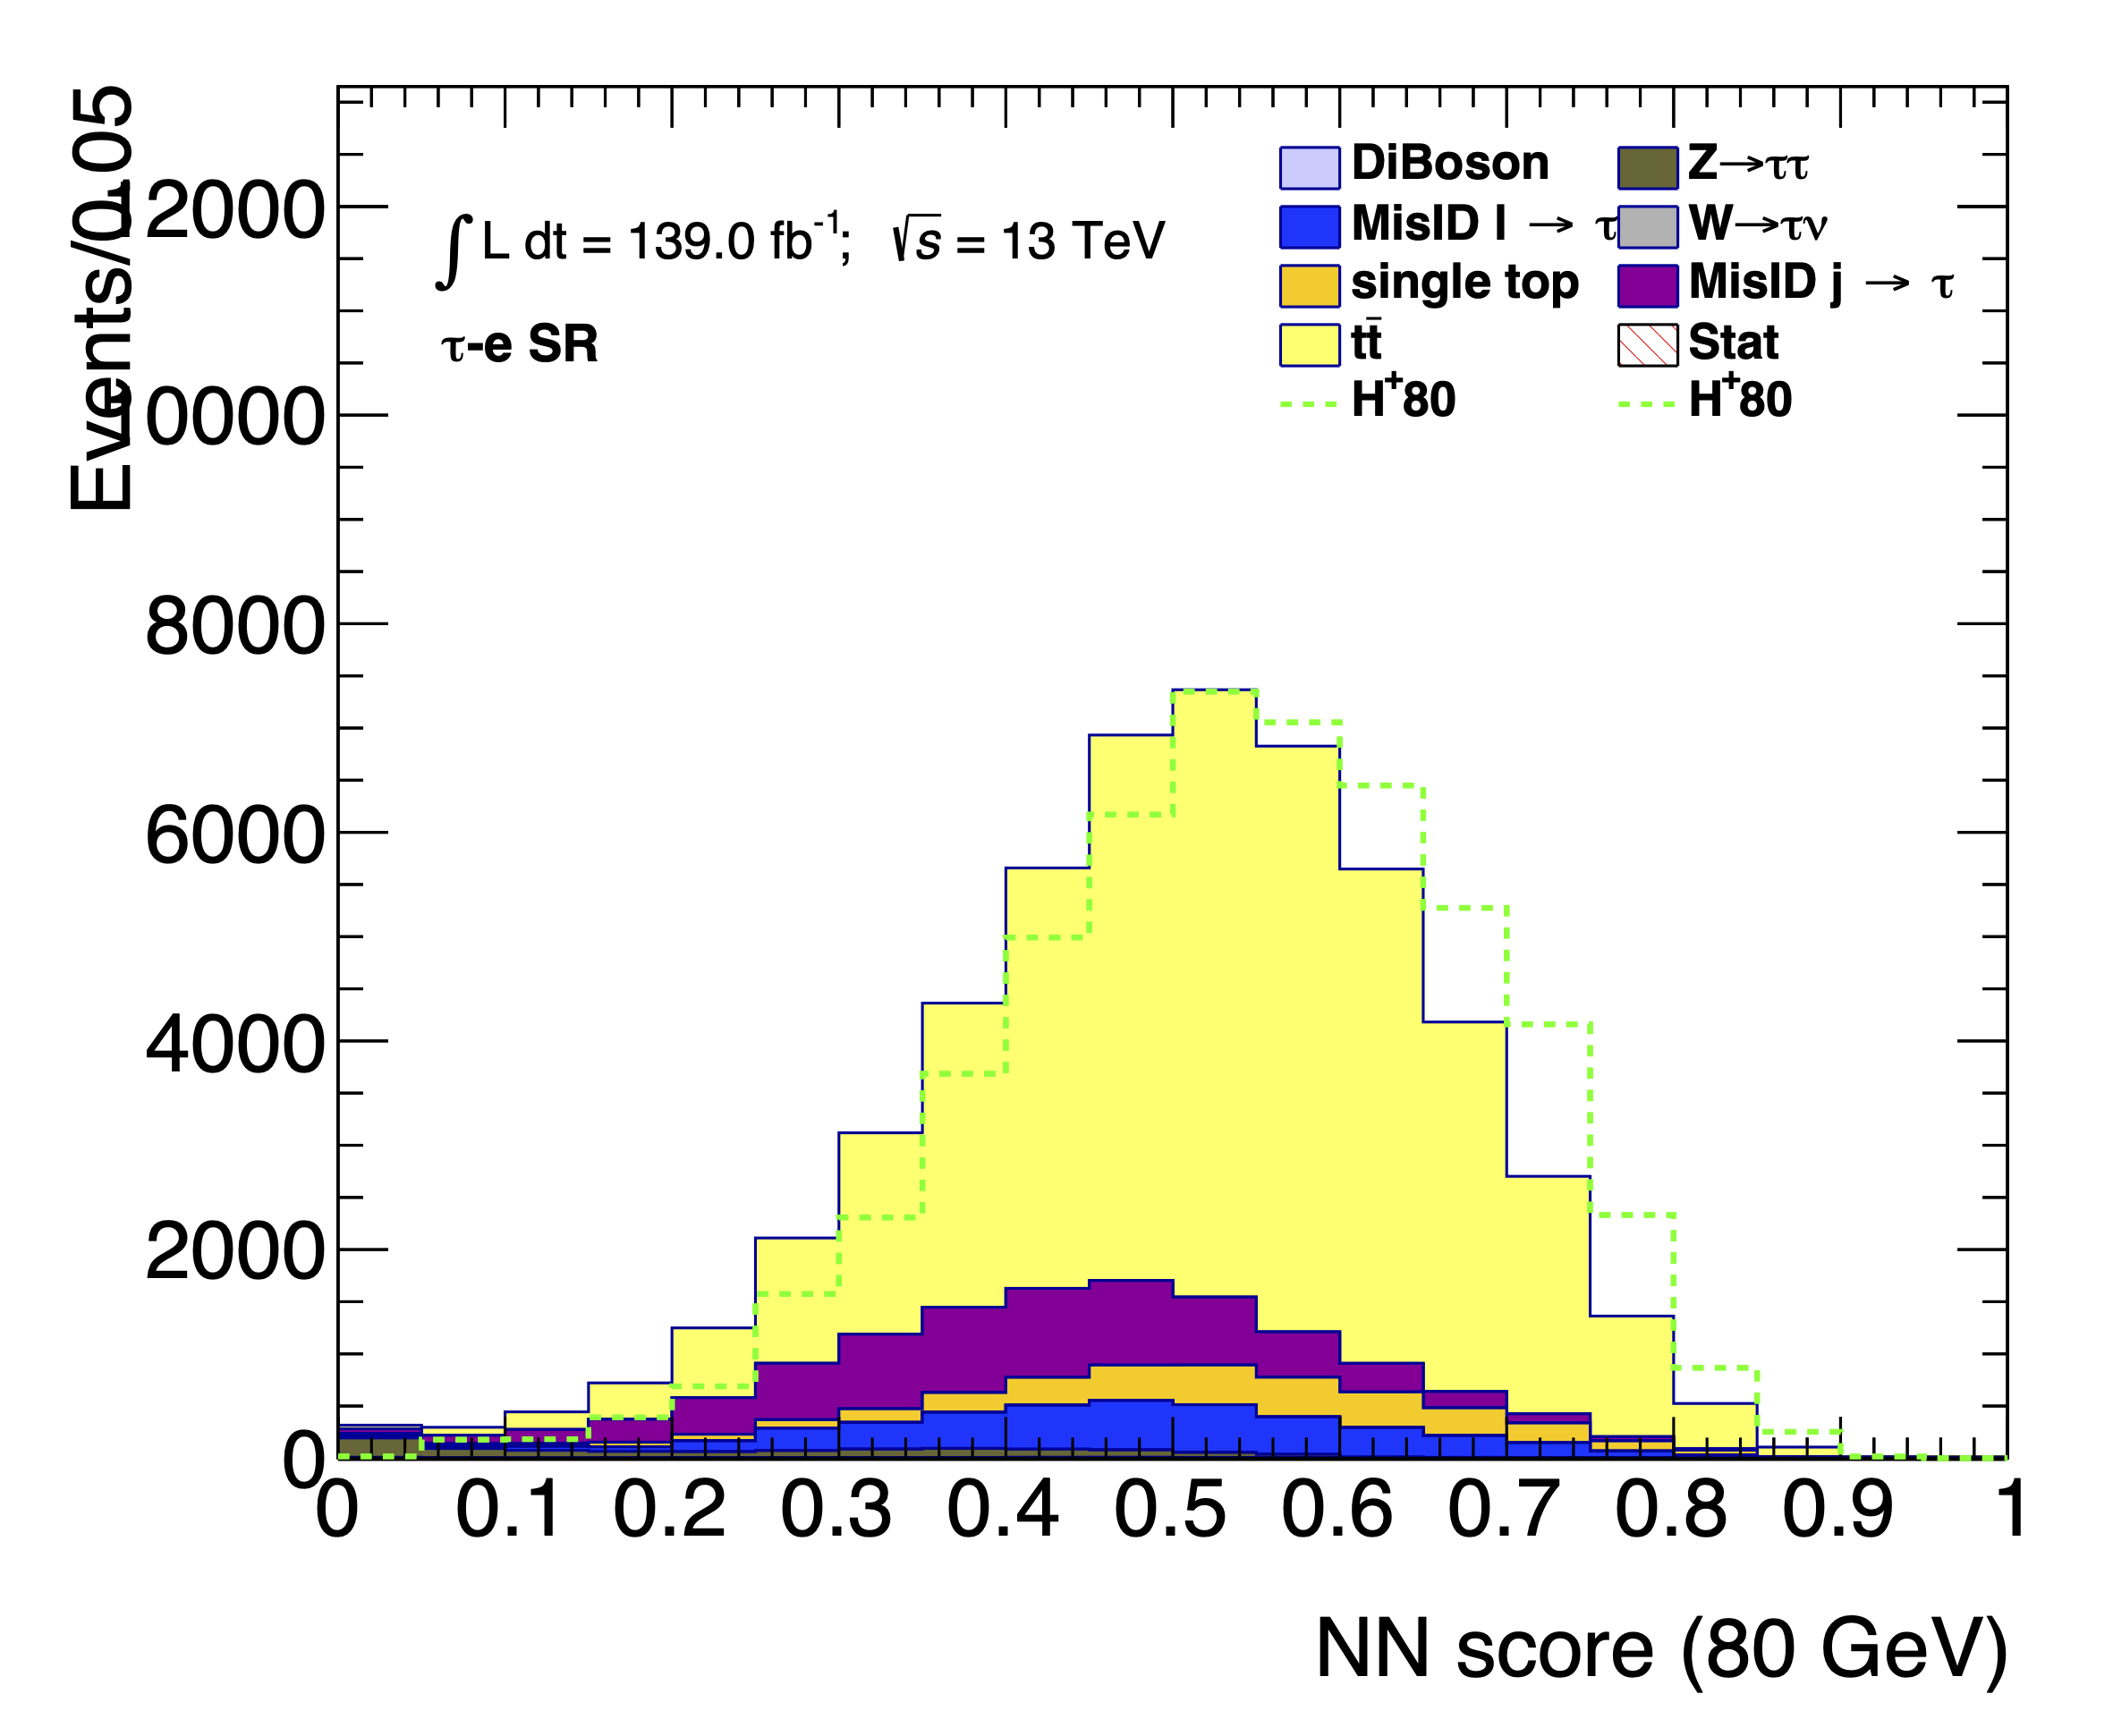 Events/0.05
12000
10000
8000
6000
4000
2000
0
∫L dt = 139.0 fb⁻¹; √s = 13 TeV
τ-e SR
DiBoson Z→ττ
MisID l → τ W→τν
single top MisID j → τ
tt̄ Stat
H⁺80 H⁺80
0 0.1 0.2 0.3 0.4 0.5 0.6 0.7 0.8 0.9 1
NN score (80 GeV)